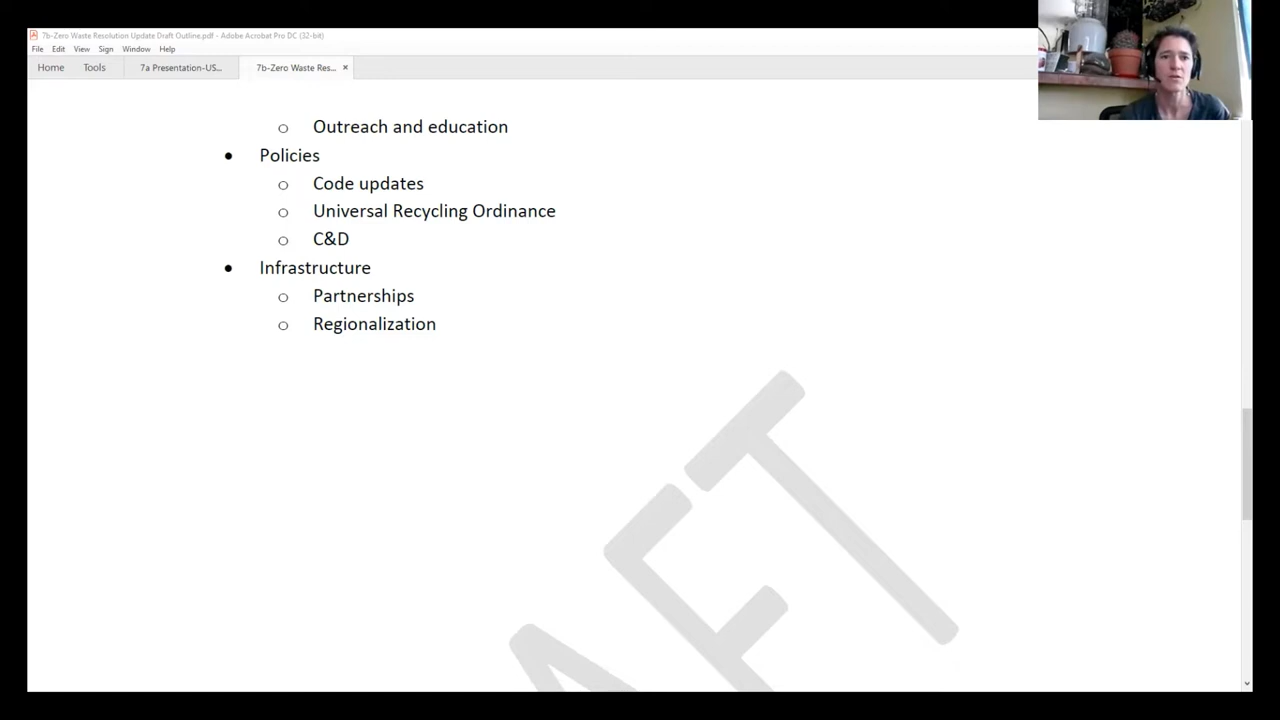 7b-Zero Waste Resolution Update Draft Outline.pdf - Adobe Acrobat Pro DC (32-bit)
File Edit View Sign Window Help
Home Tools 7a Presentation-US... 7b-Zero Waste Res... ×
o Outreach and education
• Policies
o Code updates
o Universal Recycling Ordinance
o C&D
• Infrastructure
o Partnerships
o Regionalization
AFT